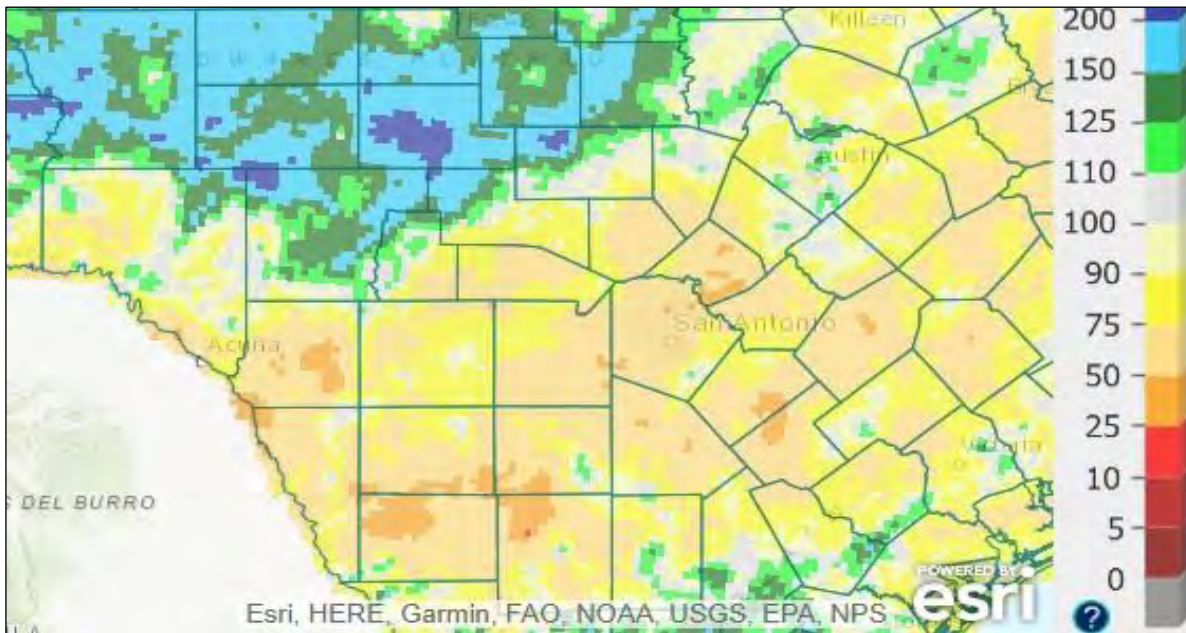 Killeen
200
150
125
Austin
110
100
90
San Antonio
75
Acuna
50
25
Victoria
10
S DEL BURRO
5
POWERED BY
esri
0
Esri, HERE, Garmin, FAO, NOAA, USGS, EPA, NPS
?